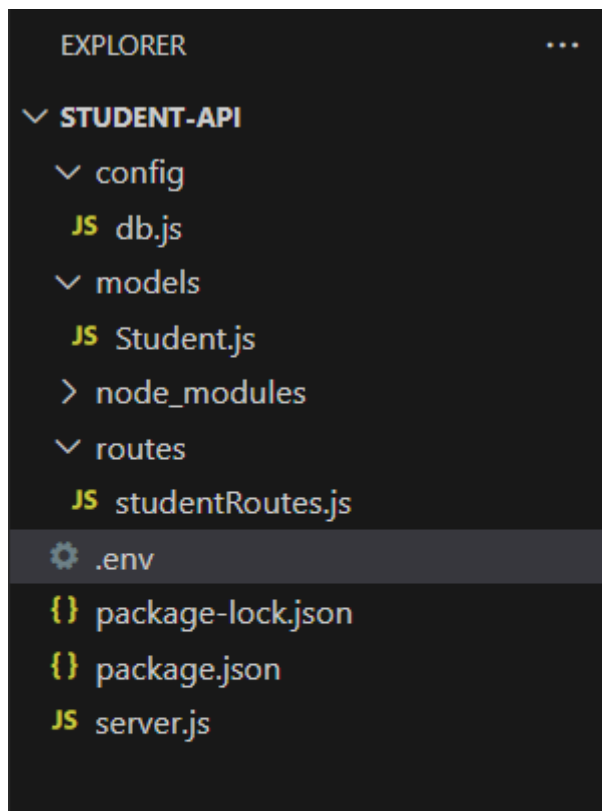 EXPLORER ...
STUDENT-API
config
JS db.js
models
JS Student.js
node_modules
routes
JS studentRoutes.js
.env
{} package-lock.json
{} package.json
JS server.js